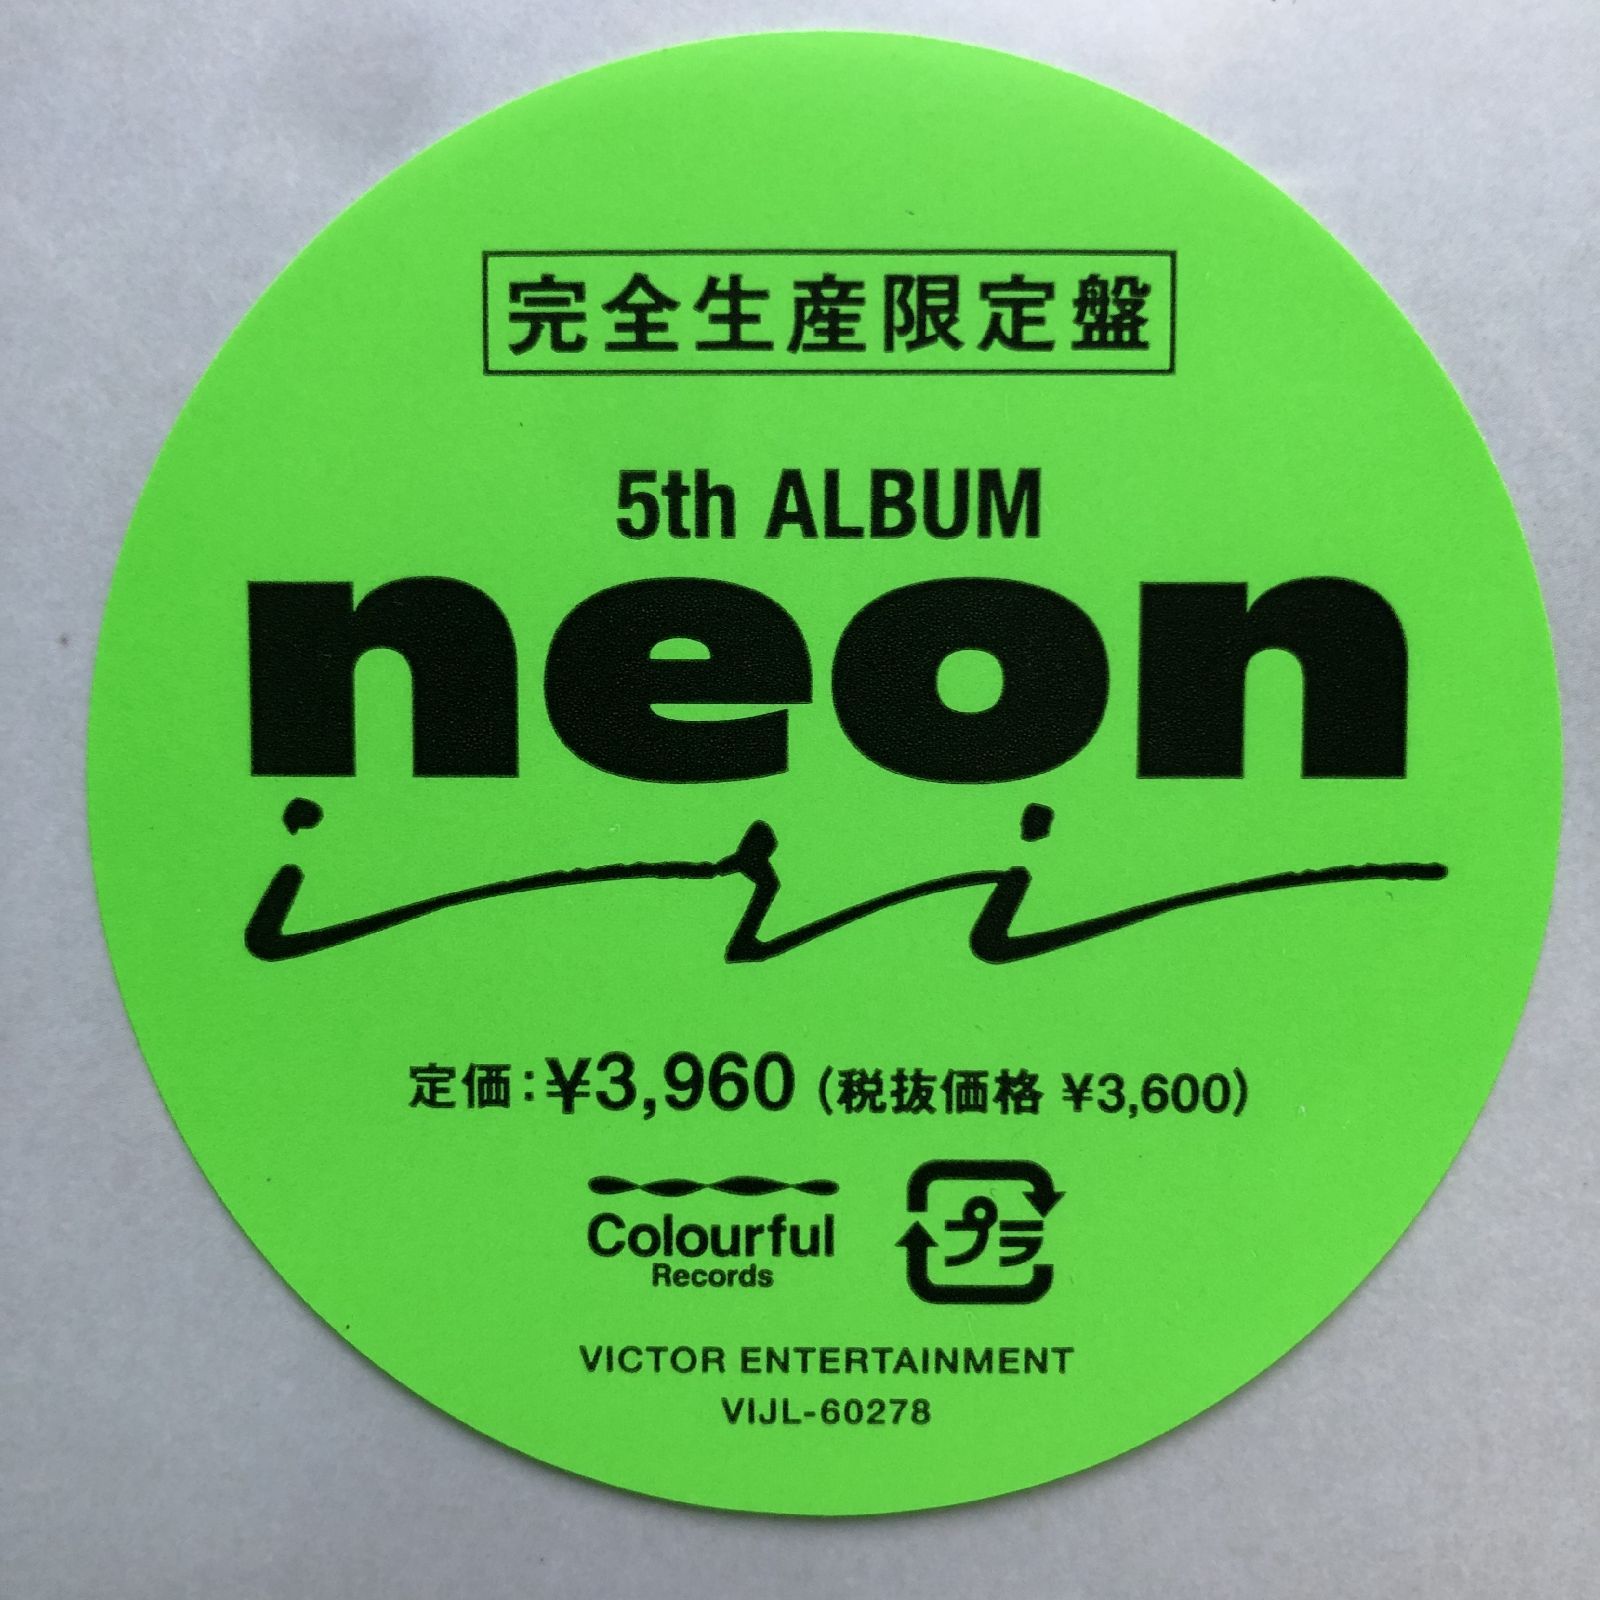 完全生産限定盤
5th ALBUM
neon
iri
定価:¥3,960 (税抜価格 ¥3,600)
Colourful
Records
プラ
VICTOR ENTERTAINMENT
VIJL-60278